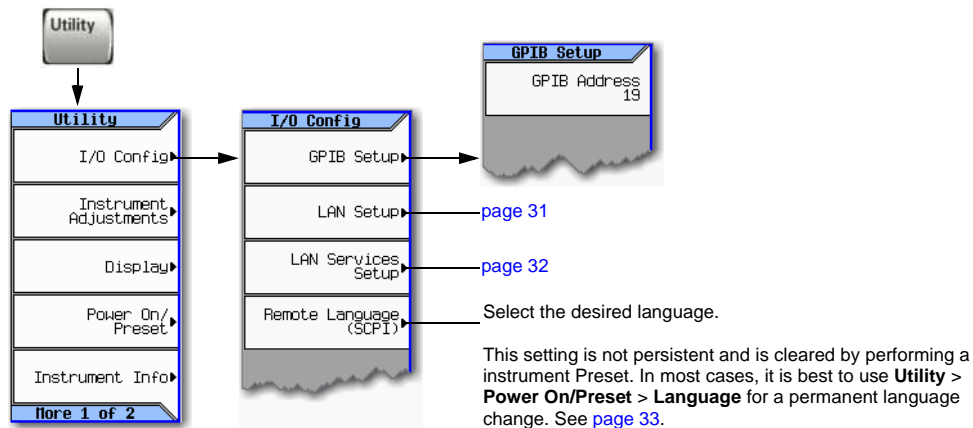 Utility
Utility
I/O Config
Instrument
Adjustments
Display
Power On/
Preset
Instrument Info
More 1 of 2
I/O Config
GPIB Setup
LAN Setup
LAN Services
Setup
Remote Language
(SCPI)
GPIB Setup
GPIB Address
19
page 31
page 32
Select the desired language.
This setting is not persistent and is cleared by performing a
instrument Preset. In most cases, it is best to use Utility >
Power On/Preset > Language for a permanent language
change. See page 33.